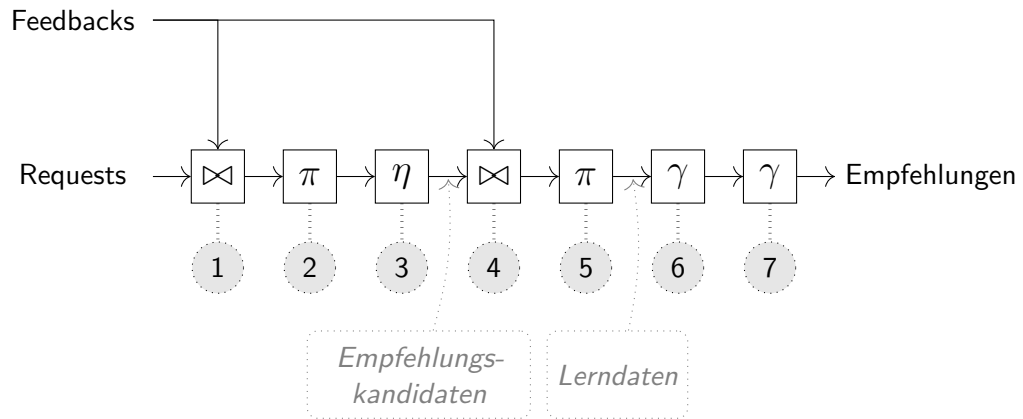 Feedbacks
Requests
⋈
π
η
⋈
π
γ
γ
Empfehlungen
1
2
3
4
5
6
7
Empfehlungs-
kandidaten
Lerndaten